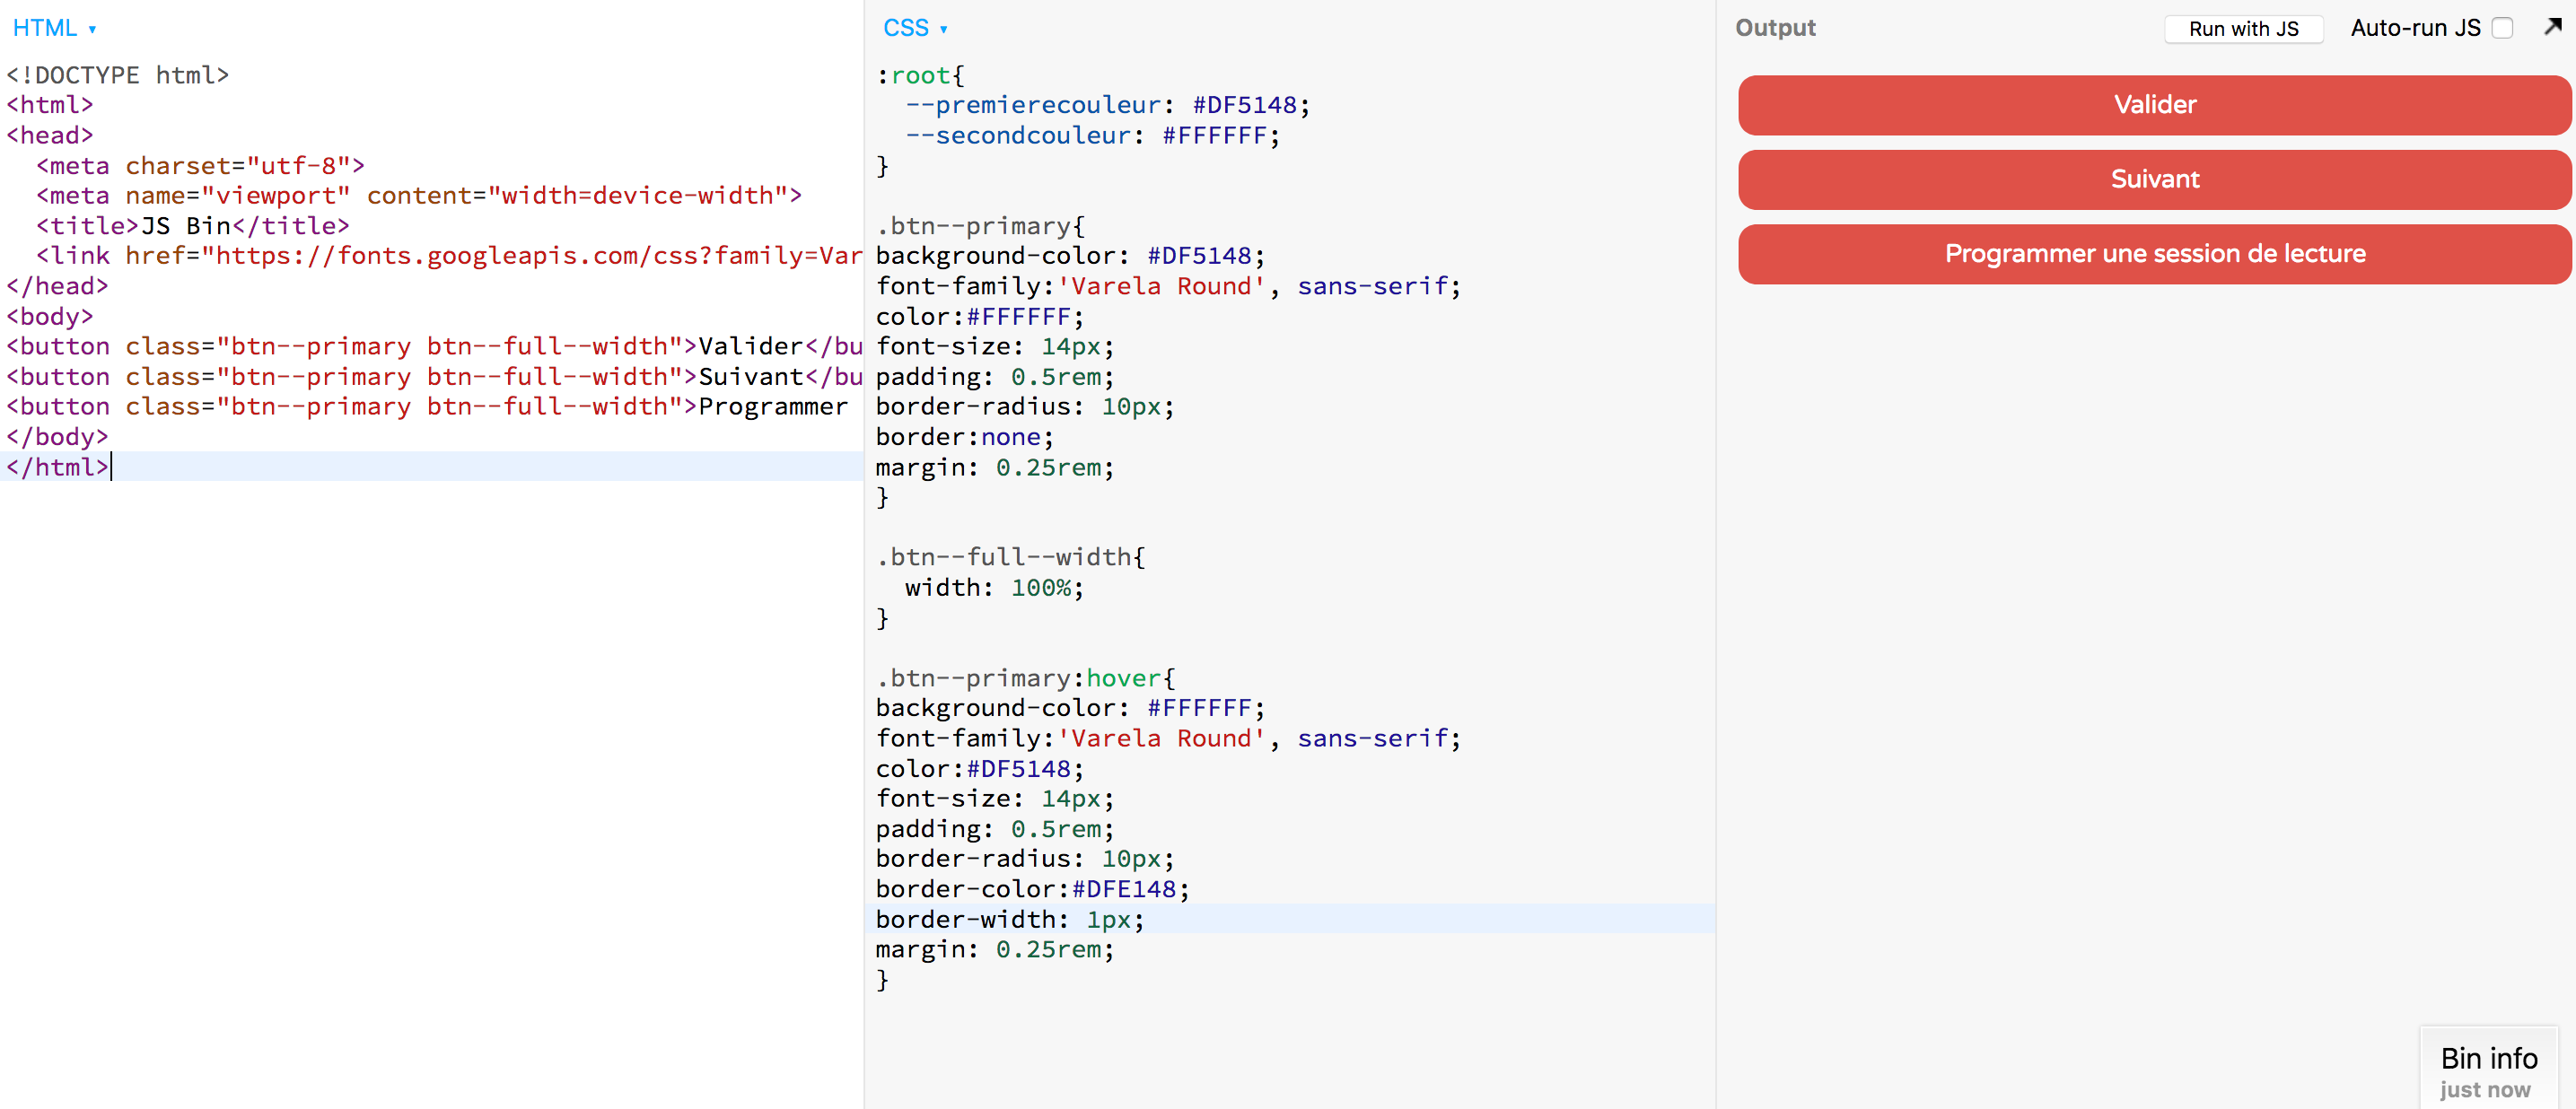 HTML ▾
<!DOCTYPE html>
<html>
<head>
  <meta charset="utf-8">
  <meta name="viewport" content="width=device-width">
  <title>JS Bin</title>
  <link href="https://fonts.googleapis.com/css?family=Var
</head>
<body>
<button class="btn--primary btn--full--width">Valider</bu
<button class="btn--primary btn--full--width">Suivant</bu
<button class="btn--primary btn--full--width">Programmer
</body>
</html>
CSS ▾
:root{
  --premierecouleur: #DF5148;
  --secondcouleur: #FFFFFF;
}
.btn--primary{
background-color: #DF5148;
font-family:'Varela Round', sans-serif;
color:#FFFFFF;
font-size: 14px;
padding: 0.5rem;
border-radius: 10px;
border:none;
margin: 0.25rem;
}
.btn--full--width{
  width: 100%;
}
.btn--primary:hover{
background-color: #FFFFFF;
font-family:'Varela Round', sans-serif;
color:#DF5148;
font-size: 14px;
padding: 0.5rem;
border-radius: 10px;
border-color:#DFE148;
border-width: 1px;
margin: 0.25rem;
}
Output
Run with JS
Auto-run JS
Valider
Suivant
Programmer une session de lecture
Bin info
just now